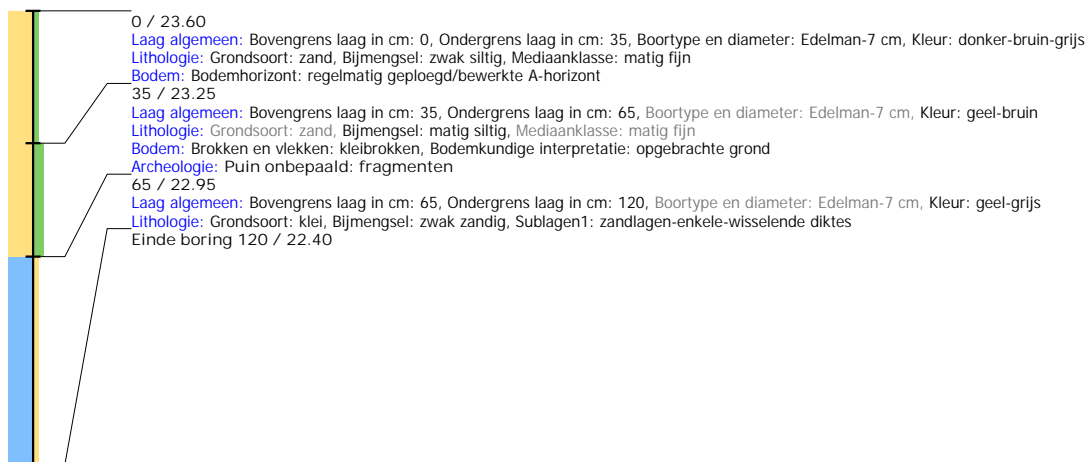 0 / 23.60
Laag algemeen: Bovengrens laag in cm: 0, Ondergrens laag in cm: 35, Boortype en diameter: Edelman-7 cm, Kleur: donker-bruin-grijs
Lithologie: Grondsoort: zand, Bijmengsel: zwak siltig, Mediaanklasse: matig fijn
Bodem: Bodemhorizont: regelmatig geploegd/bewerkte A-horizont
35 / 23.25
Laag algemeen: Bovengrens laag in cm: 35, Ondergrens laag in cm: 65, Boortype en diameter: Edelman-7 cm, Kleur: geel-bruin
Lithologie: Grondsoort: zand, Bijmengsel: matig siltig, Mediaanklasse: matig fijn
Bodem: Brokken en vlekken: kleibrokken, Bodemkundige interpretatie: opgebrachte grond
Archeologie: Puin onbepaald: fragmenten
65 / 22.95
Laag algemeen: Bovengrens laag in cm: 65, Ondergrens laag in cm: 120, Boortype en diameter: Edelman-7 cm, Kleur: geel-grijs
Lithologie: Grondsoort: klei, Bijmengsel: zwak zandig, Sublagen1: zandlagen-enkele-wisselende diktes
Einde boring 120 / 22.40